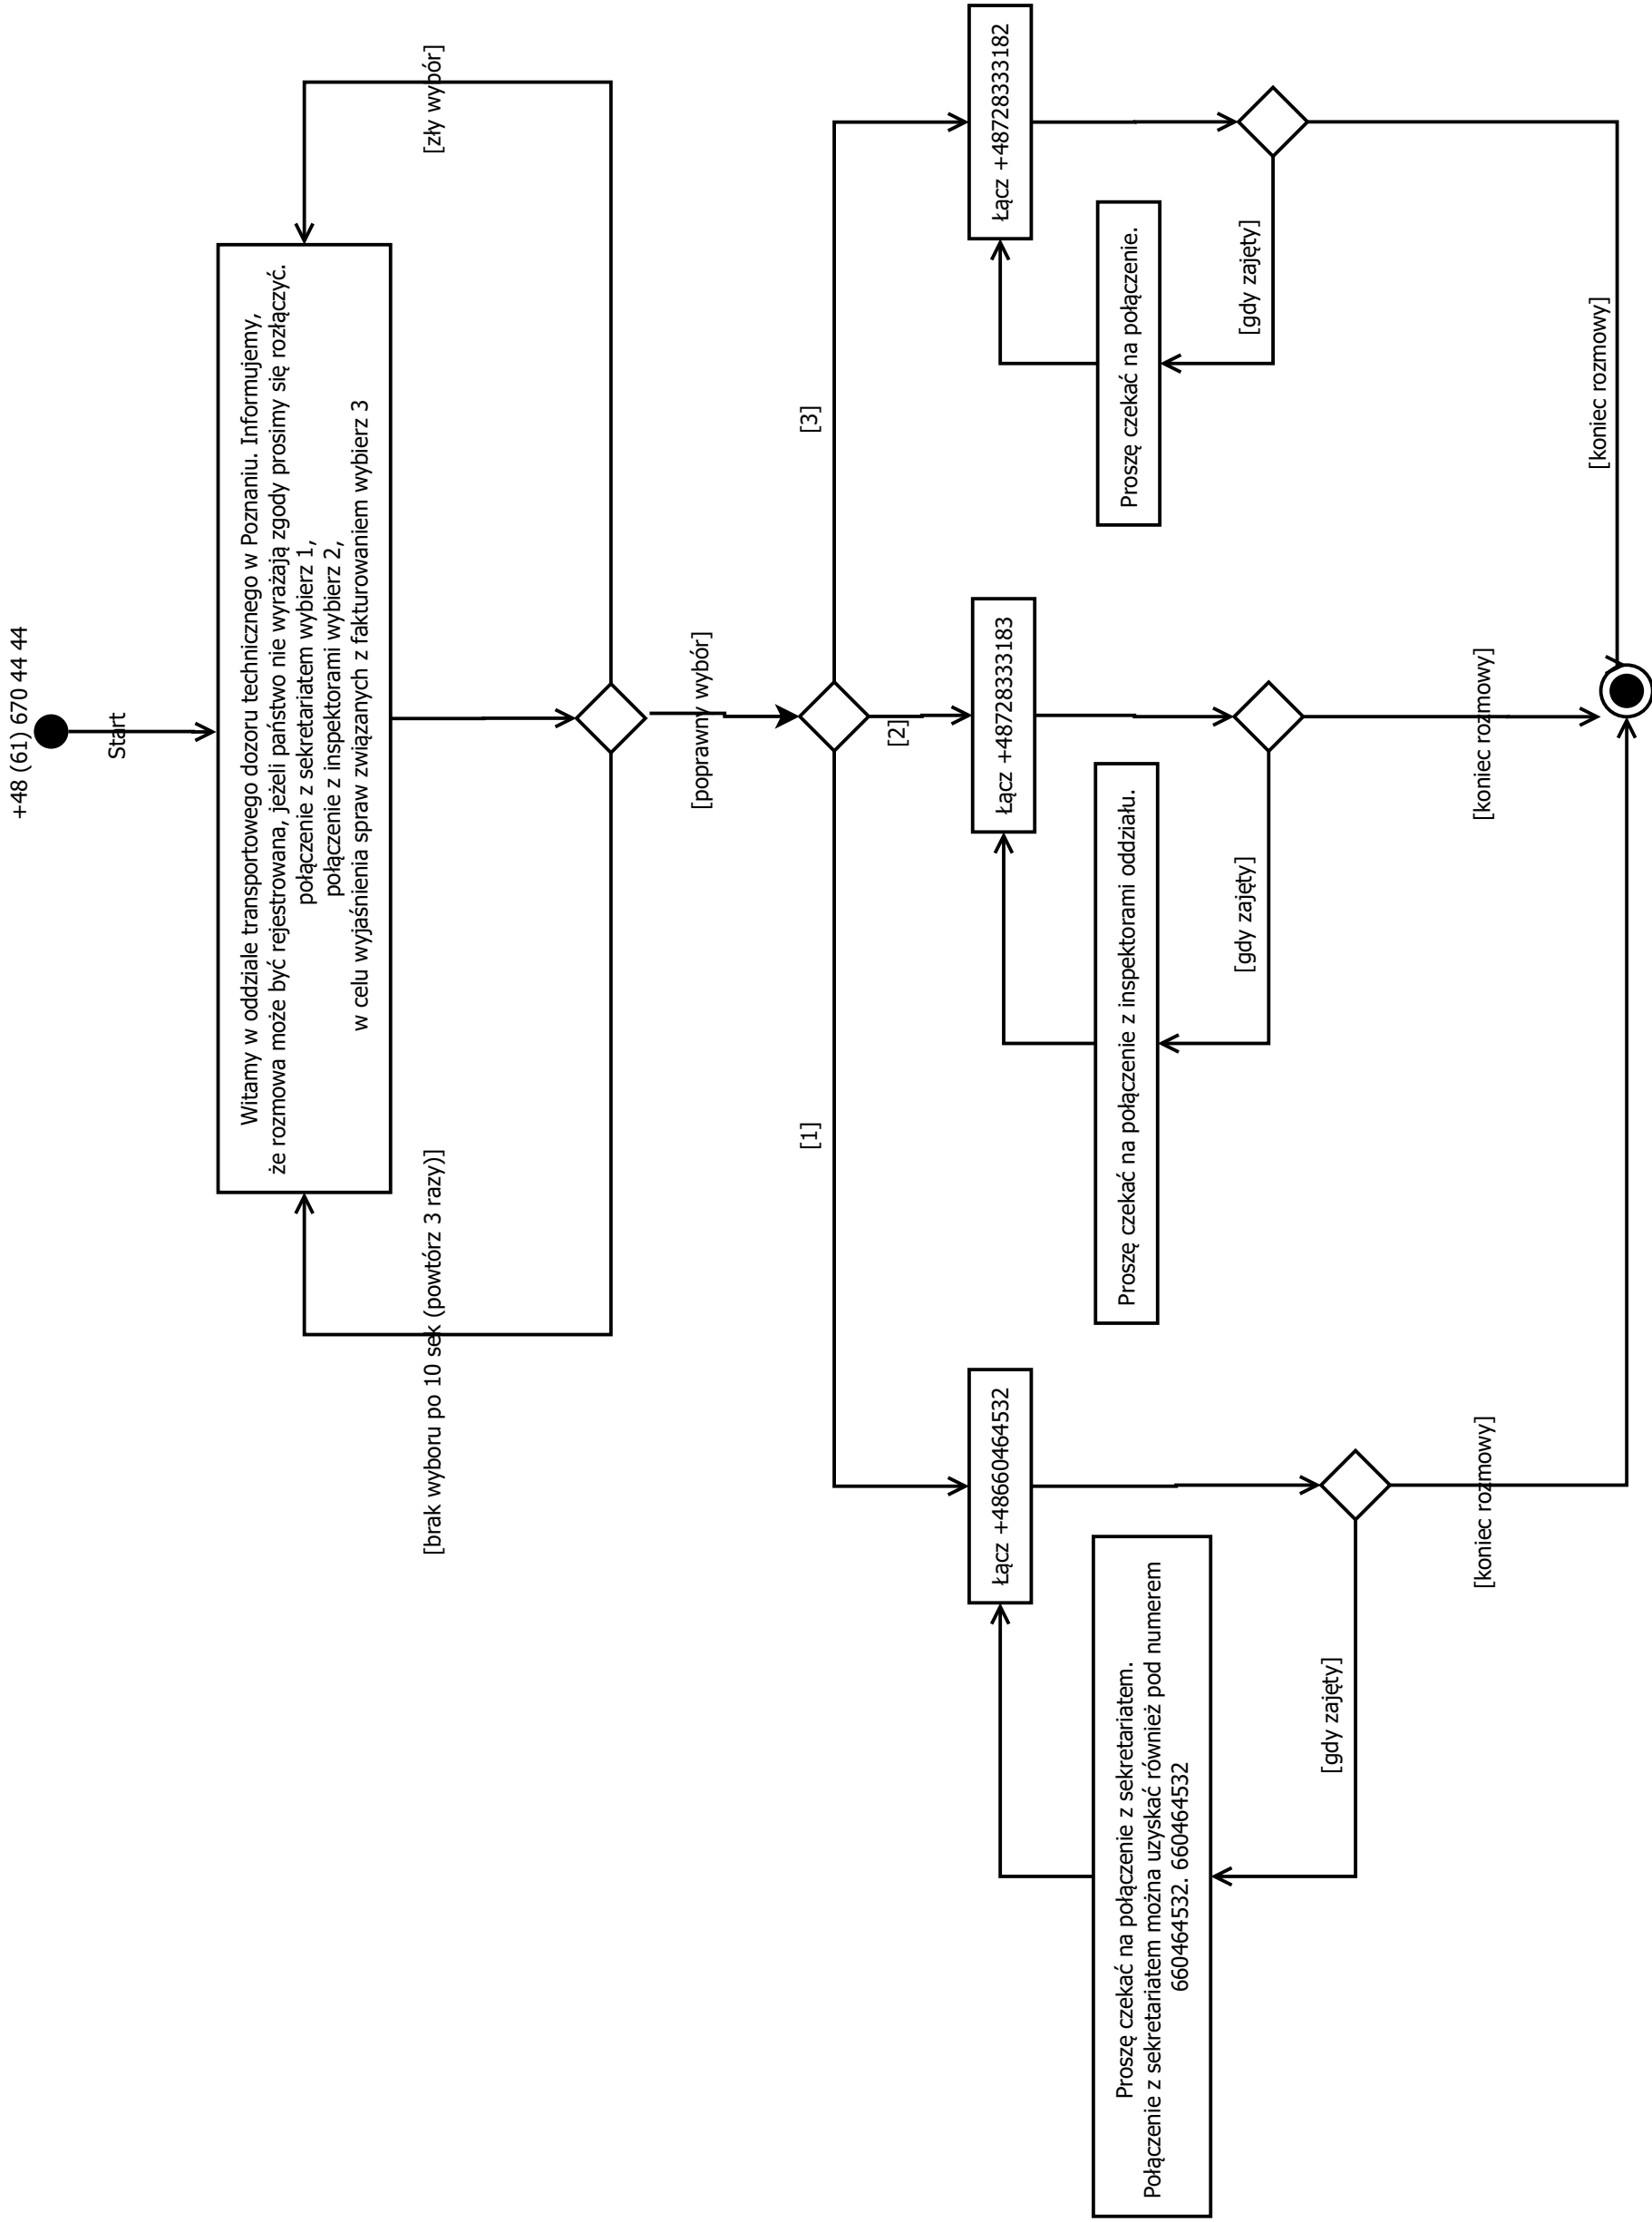 +48 (61) 670 44 44
Start
Witamy w oddziale transportowego dozoru technicznego w Poznaniu. Informujemy,
że rozmowa może być rejestrowana, jeżeli państwo nie wyrażają zgody prosimy się rozłączyć.
połączenie z sekretariatem wybierz 1,
połączenie z inspektorami wybierz 2,
w celu wyjaśnienia spraw związanych z fakturowaniem wybierz 3
[brak wyboru po 10 sek (powtórz 3 razy)]
[zły wybór]
[poprawny wybór]
[1]
[2]
[3]
Łącz +48660464532
Łącz +48728333183
Łącz +48728333182
Proszę czekać na połączenie z sekretariatem.
Połączenie z sekretariatem można uzyskać również pod numerem
660464532. 660464532
Proszę czekać na połączenie z inspektorami oddziału.
Proszę czekać na połączenie.
[gdy zajęty]
[gdy zajęty]
[gdy zajęty]
[koniec rozmowy]
[koniec rozmowy]
[koniec rozmowy]